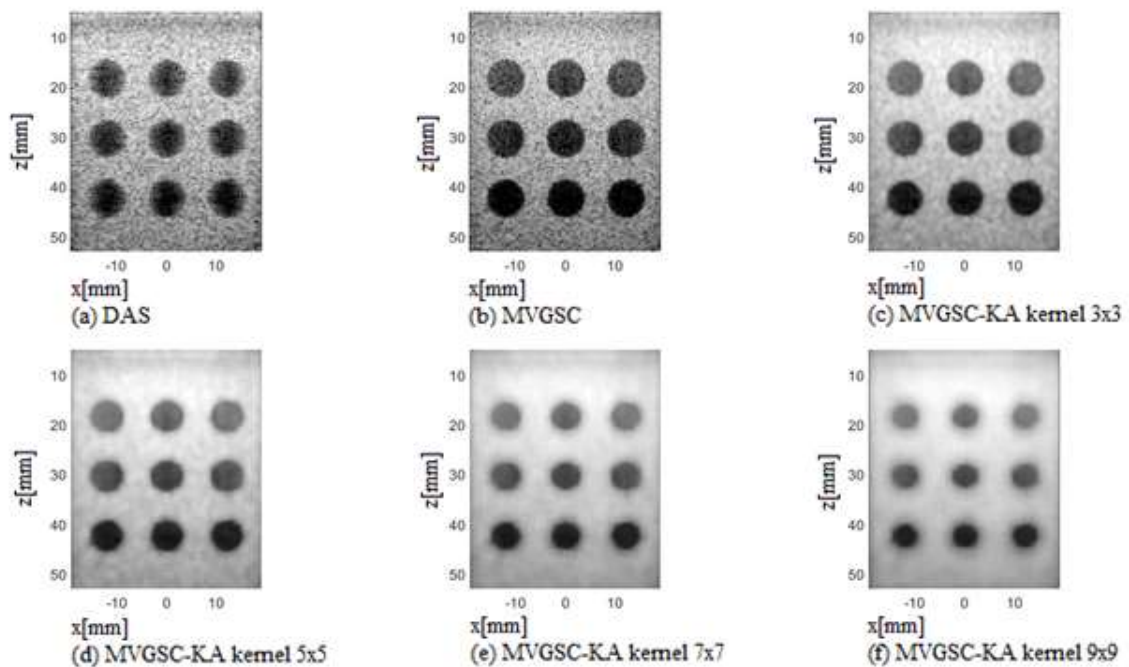 10
20
30
40
50
z[mm]
-10 0 10
x[mm]
(a) DAS
10
20
30
40
50
z[mm]
-10 0 10
x[mm]
(b) MVGSC
10
20
30
40
50
z[mm]
-10 0 10
x[mm]
(c) MVGSC-KA kernel 3x3
10
20
30
40
50
z[mm]
-10 0 10
x[mm]
(d) MVGSC-KA kernel 5x5
10
20
30
40
50
z[mm]
-10 0 10
x[mm]
(e) MVGSC-KA kernel 7x7
10
20
30
40
50
z[mm]
-10 0 10
x[mm]
(f) MVGSC-KA kernel 9x9